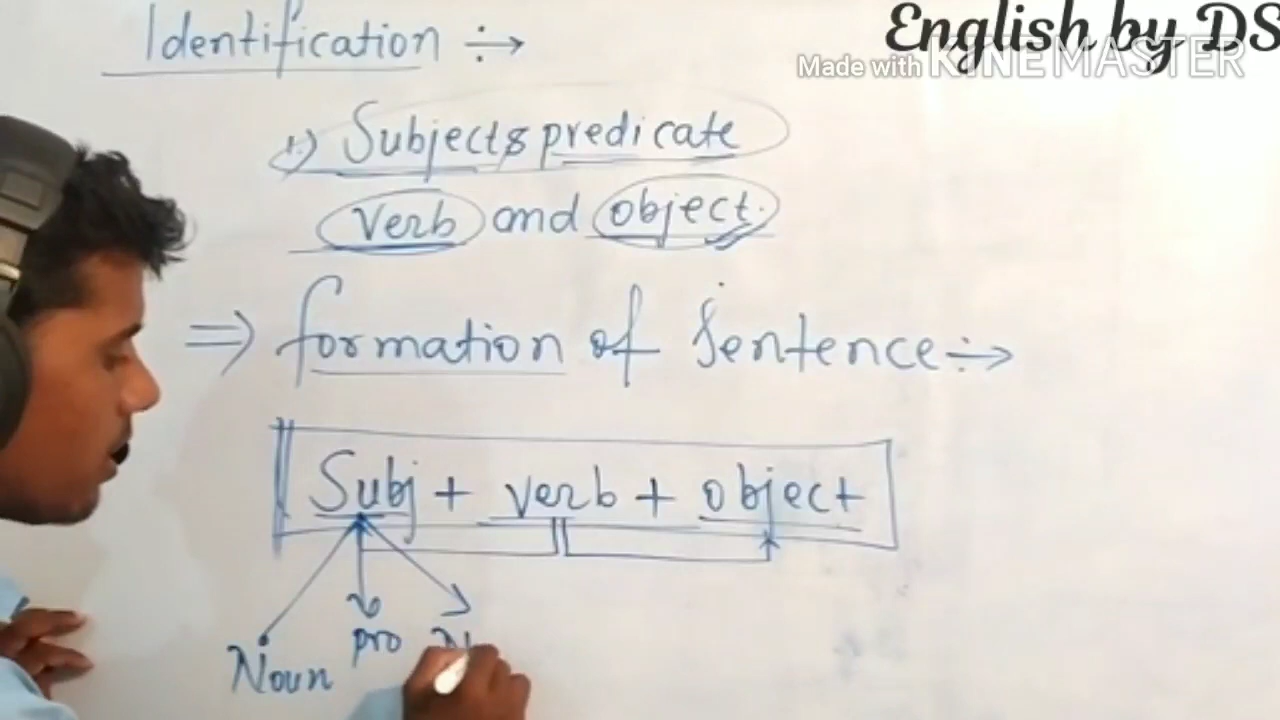 Identification ÷→
English by DS
Made with KINEMASTER
1.) Subject & predicate
Verb and object.
⇒ formation of Sentence ÷→
Subj + verb + object
Noun pro N